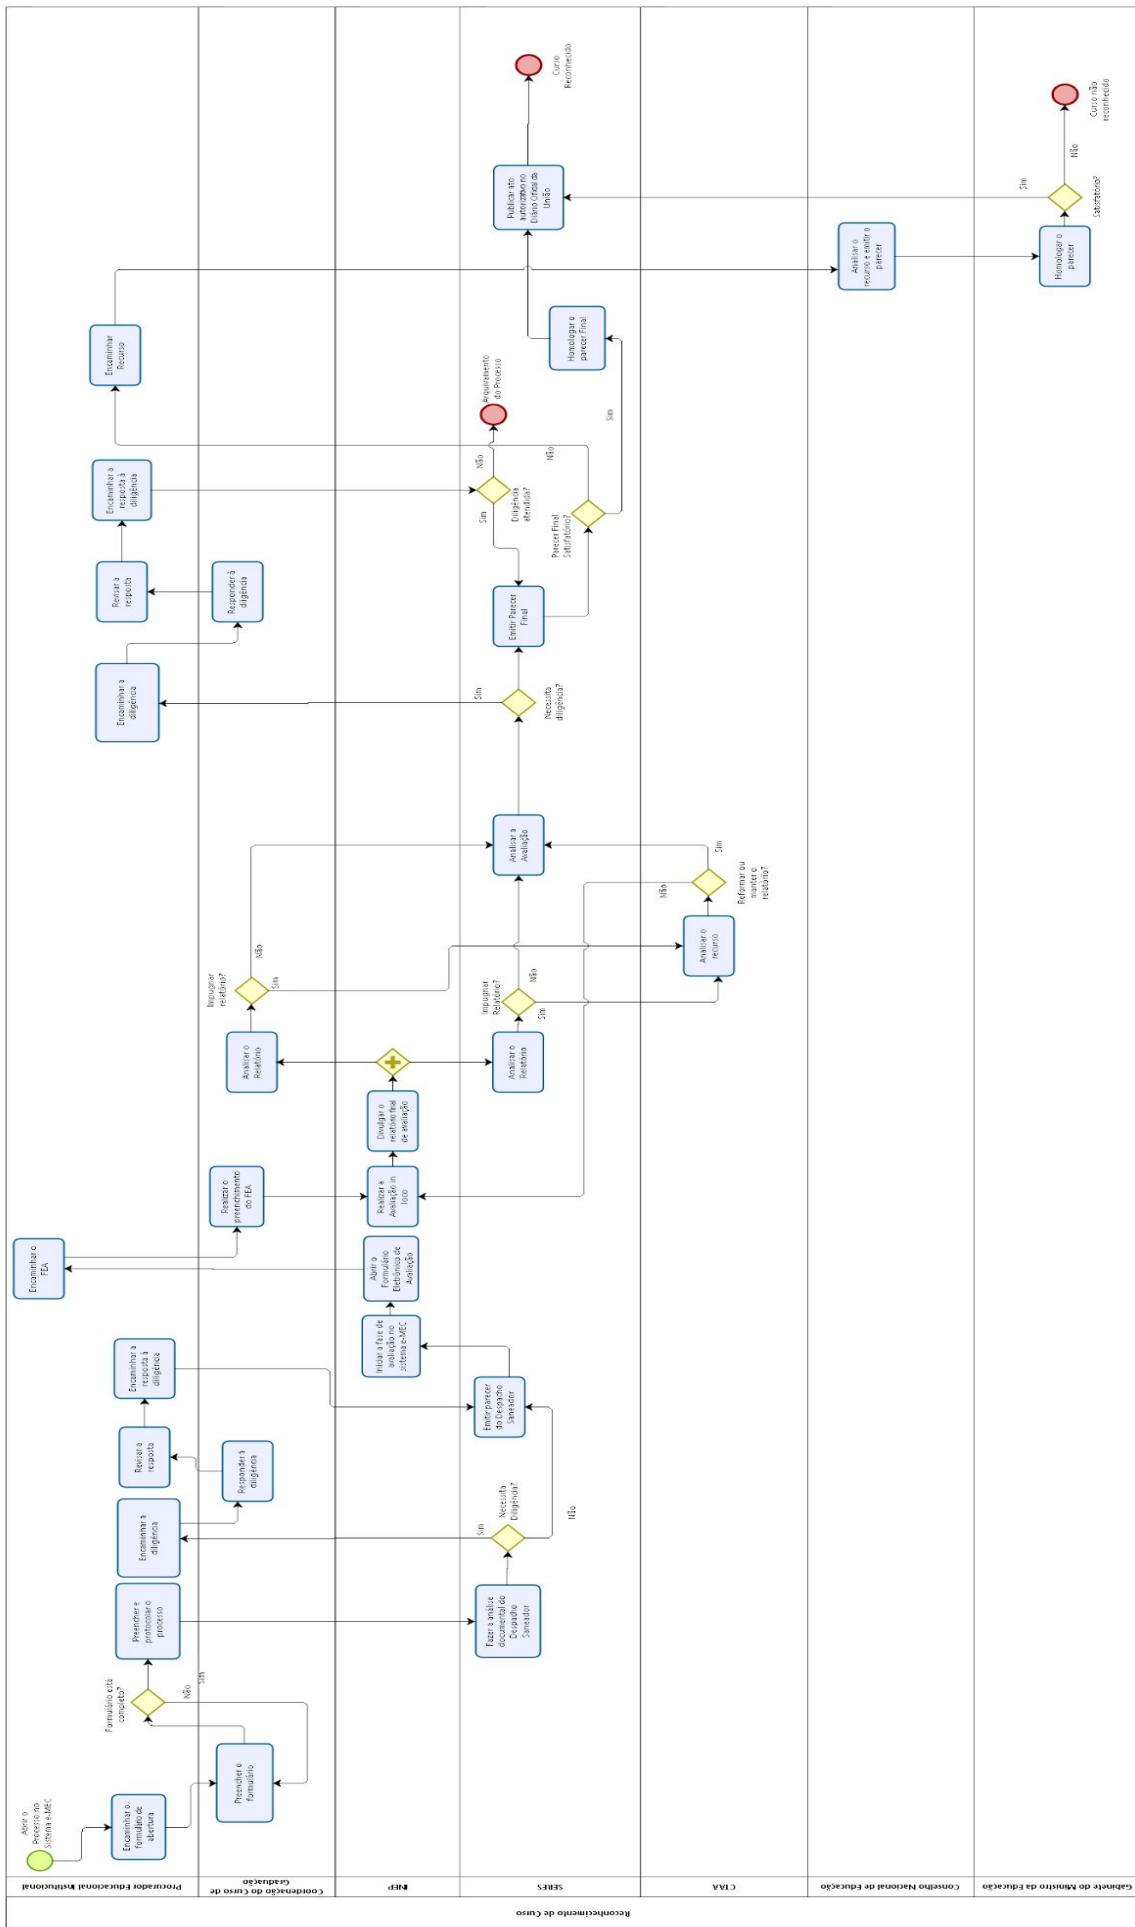 Reconhecimento de Curso
Procurador Educacional Institucional
Coordenação do Curso de
Graduação
INEP
SERES
CTAA
Conselho Nacional de Educação
Gabinete do Ministro da Educação
Abrir o
Processo no
Sistema e-MEC
Encaminhar o
formulário de
abertura
Preencher o
formulário
Formulário está
completo?
Não
Sim
Preencher e
protocolar o
processo
Fazer a análise
documental do
Despacho
Saneador
Necessita
Diligência?
Sim
Não
Encaminhar a
diligência
Responder à
diligência
Revisar a
resposta
Encaminhar a
resposta à
diligência
Emitir parecer
do Despacho
Saneador
Iniciar a fase de
avaliação no
sistema e-MEC
Abrir o
Formulário
Eletrônico de
Avaliação
Encaminhar o
FEA
Realizar o
preenchimento
do FEA
Realizar a
Avaliação in
loco
Divulgar o
relatório final
de avaliação
Analisar o
Relatório
Impugnar
relatório?
Sim
Não
Analisar o
Relatório
Impugnar
Relatório?
Sim
Não
Analisar o
recurso
Reformar ou
manter o
relatório?
Não
Sim
Analisar a
Avaliação
Necessita
diligência?
Sim
Encaminhar a
diligência
Responder à
diligência
Revisar a
resposta
Encaminhar a
resposta à
diligência
Diligência
atendida?
Sim
Não
Arquivamento
do Processo
Emitir Parecer
Final
Parecer Final
Satisfatório?
Não
Sim
Encaminhar
Recurso
Homologar o
parecer Final
Analisar o
recurso e emitir o
parecer
Homologar o
parecer
Satisfatório?
Sim
Não
Publicar ato
autorizativo no
Diário Oficial da
União
Curso
Reconhecido
Curso não
reconhecido